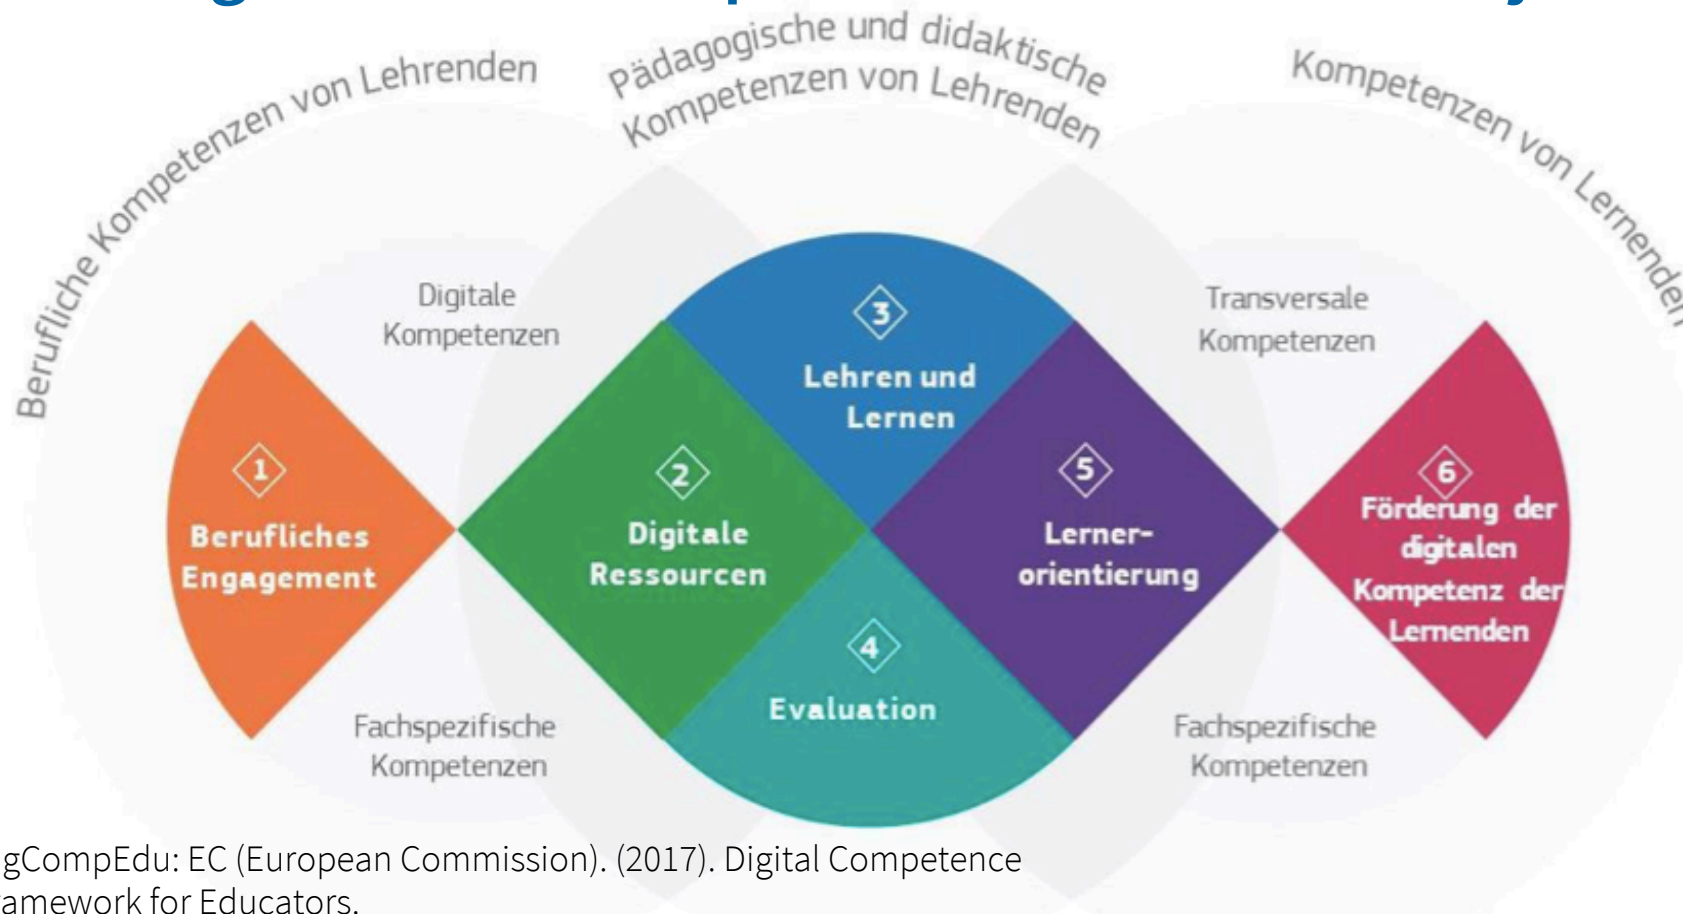 Berufliche Kompetenzen von Lehrenden
Pädagogische und didaktische
Kompetenzen von Lehrenden
Kompetenzen von Lernenden
Digitale
Kompetenzen
Transversale
Kompetenzen
1
Berufliches
Engagement
2
Digitale
Ressourcen
3
Lehren und
Lernen
4
Evaluation
5
Lerner-
orientierung
6
Förderung der
digitalen
Kompetenz der
Lernenden
Fachspezifische
Kompetenzen
Fachspezifische
Kompetenzen
gCompEdu: EC (European Commission). (2017). Digital Competence
amework for Educators.